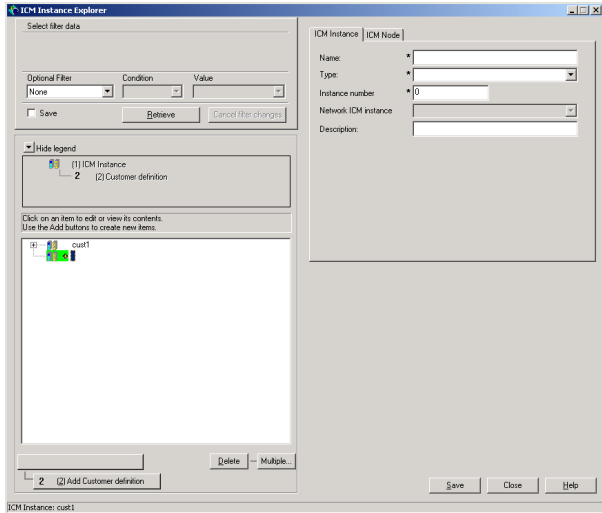 ICM Instance Explorer
Select filter data
Optional Filter Condition Value
None
Save Retrieve Cancel filter changes
Hide legend
(1) ICM Instance
2 (2) Customer definition
Click on an item to edit or view its contents.
Use the Add buttons to create new items.
cust1
Delete Multiple...
2 (2) Add Customer definition
ICM Instance ICM Node
Name: *
Type: *
Instance number * 0
Network ICM instance
Description:
Save Close Help
ICM Instance: cust1